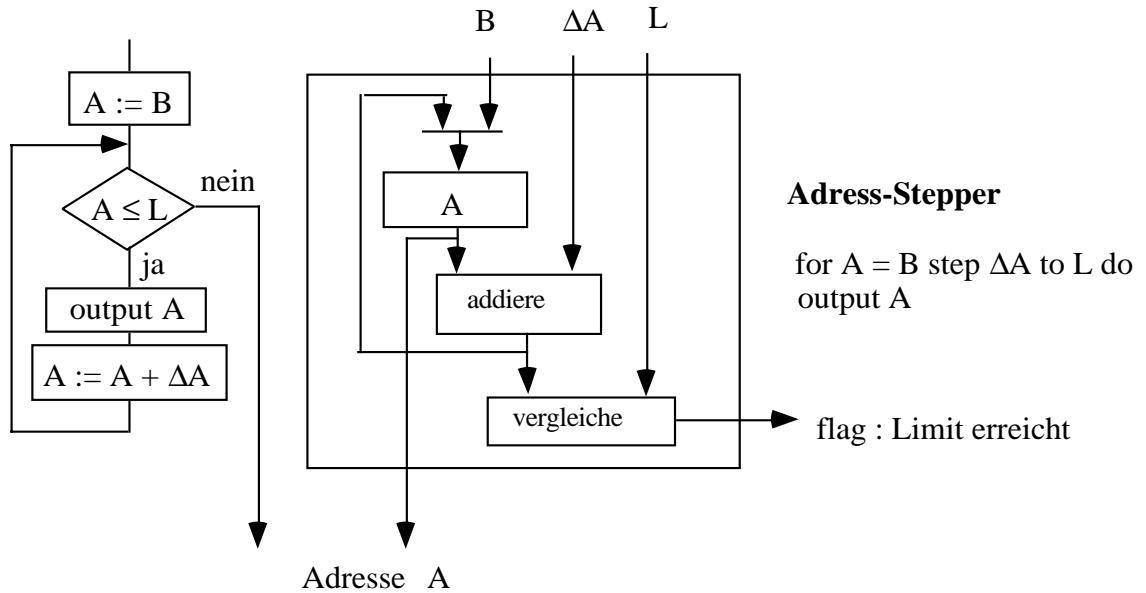 A := B
A ≤ L
nein
ja
output A
A := A + ΔA
B
ΔA
L
A
addiere
vergleiche
flag : Limit erreicht
Adresse A
Adress-Stepper
for A = B step ΔA to L do
output A